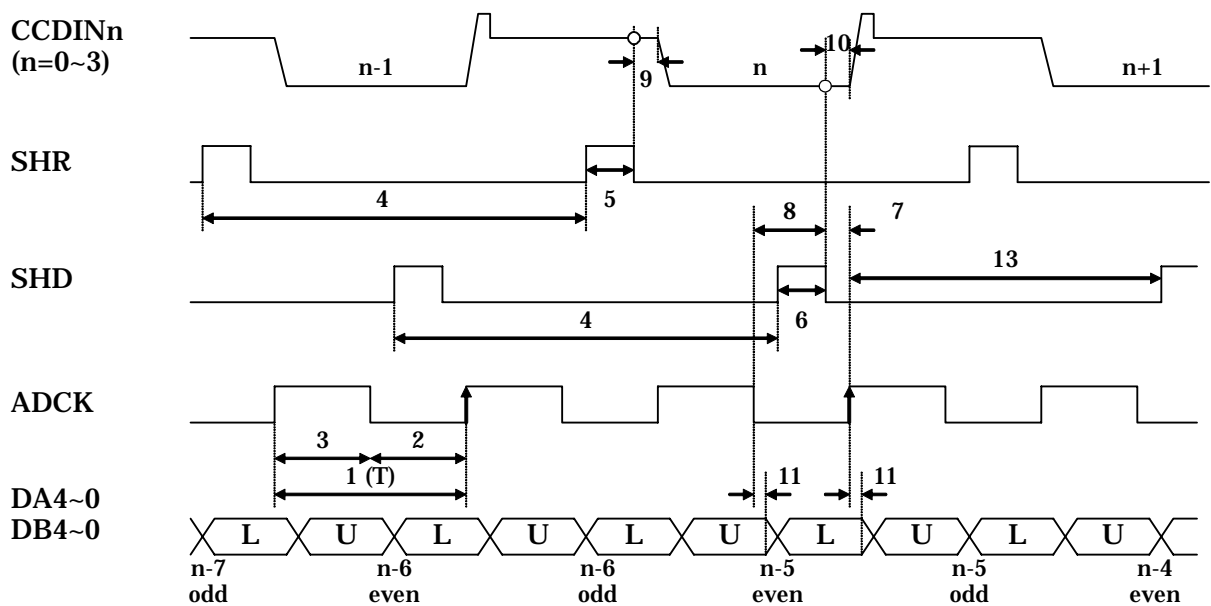 CCDINn
(n=0~3)
n-1
9
n
10
n+1
SHR
4
5
8
7
SHD
13
4
6
ADCK
3
2
1 (T)
11
11
DA4~0
DB4~0
L
U
L
U
L
U
L
U
L
U
n-7
odd
n-6
even
n-6
odd
n-5
even
n-5
odd
n-4
even